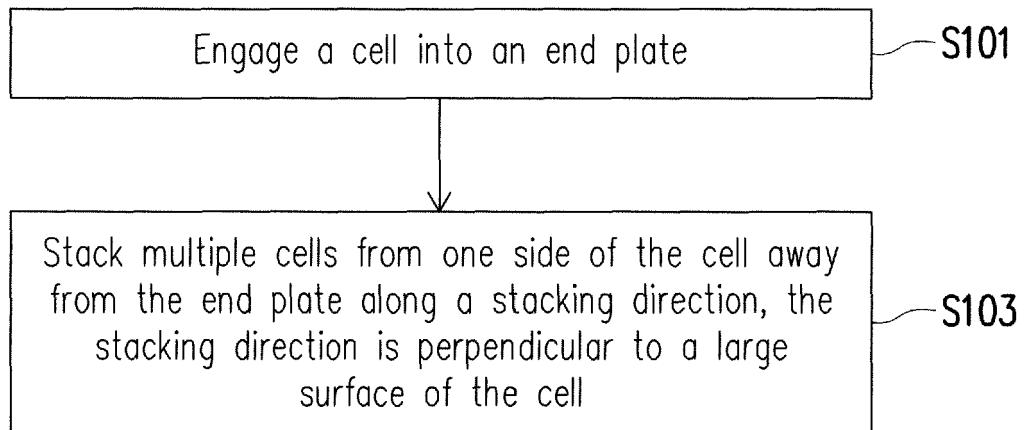 Engage a cell into an end plate
S101
Stack multiple cells from one side of the cell away
from the end plate along a stacking direction, the
stacking direction is perpendicular to a large
surface of the cell
S103